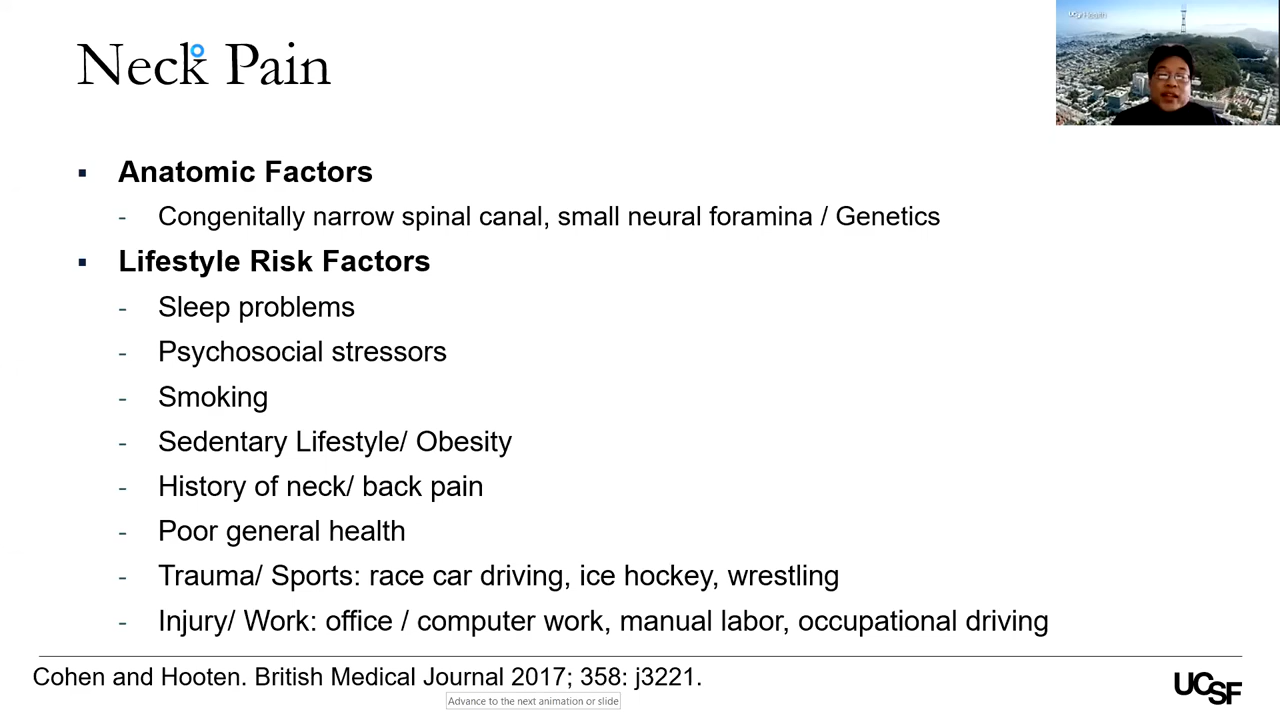 Neck Pain
UCSF Health
▪ Anatomic Factors
- Congenitally narrow spinal canal, small neural foramina / Genetics
▪ Lifestyle Risk Factors
- Sleep problems
- Psychosocial stressors
- Smoking
- Sedentary Lifestyle/ Obesity
- History of neck/ back pain
- Poor general health
- Trauma/ Sports: race car driving, ice hockey, wrestling
- Injury/ Work: office / computer work, manual labor, occupational driving
Cohen and Hooten. British Medical Journal 2017; 358: j3221.
Advance to the next animation or slide
UCSF